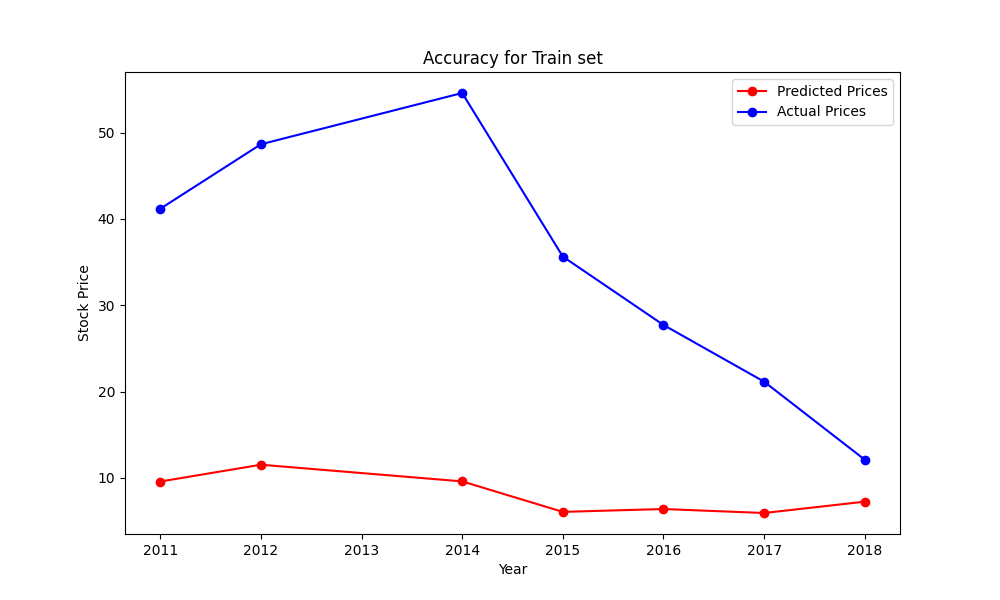 Accuracy for Train set
Predicted Prices
Actual Prices
50
40
30
20
10
Stock Price
2011 2012 2013 2014 2015 2016 2017 2018
Year